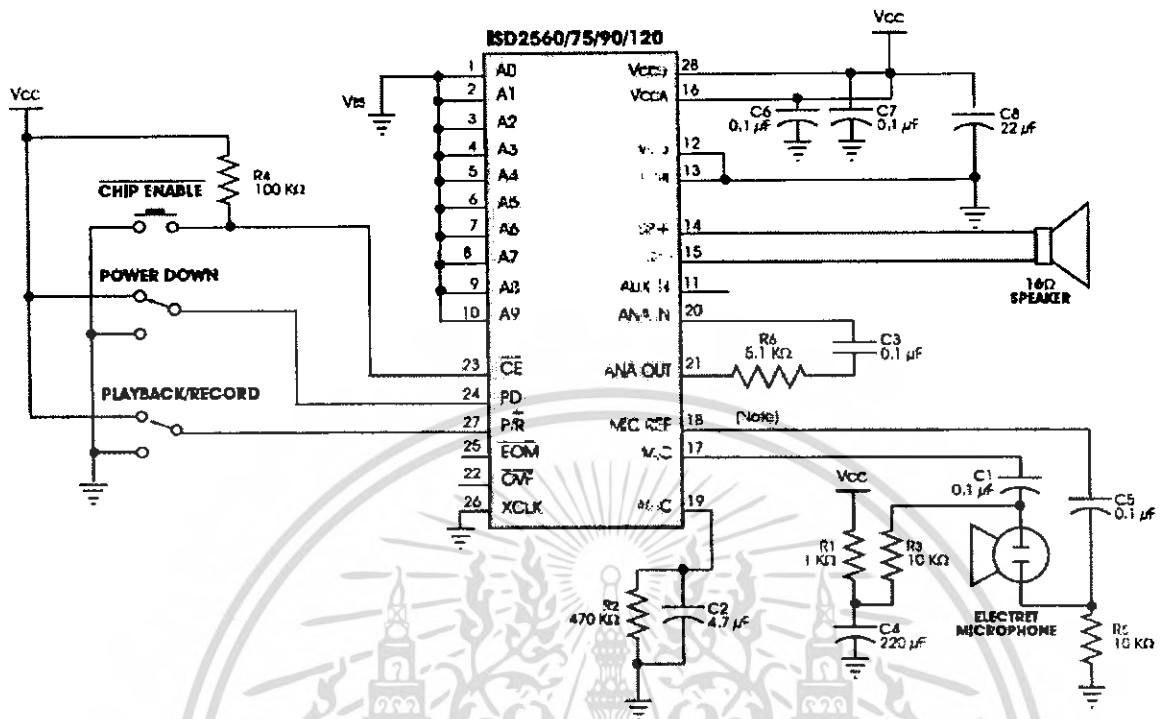 ISD2560/75/90/120
VCC
VCC
1 A0
2 A1
3 A2
4 A3
5 A4
6 A5
7 A6
8 A7
9 A8
10 A9
23 CE
24 PD
27 P/R
25 EOM
22 OVF
26 XCLK
28
VCCA 16
12
13
14
15
AUX IN 11
ANA IN 20
ANA OUT 21
MIC REF 18
MIC 17
19
(Note)
R4
100 KΩ
CHIP ENABLE
POWER DOWN
PLAYBACK/RECORD
C6
0.1 µF
C7
0.1 µF
C8
22 µF
16Ω
SPEAKER
R6
5.1 KΩ
C3
0.1 µF
VCC
C1
0.1 µF
C5
0.1 µF
R1
1 KΩ
R3
10 KΩ
R2
470 KΩ
C2
4.7 µF
C4
220 µF
ELECTRET
MICROPHONE
10 KΩ